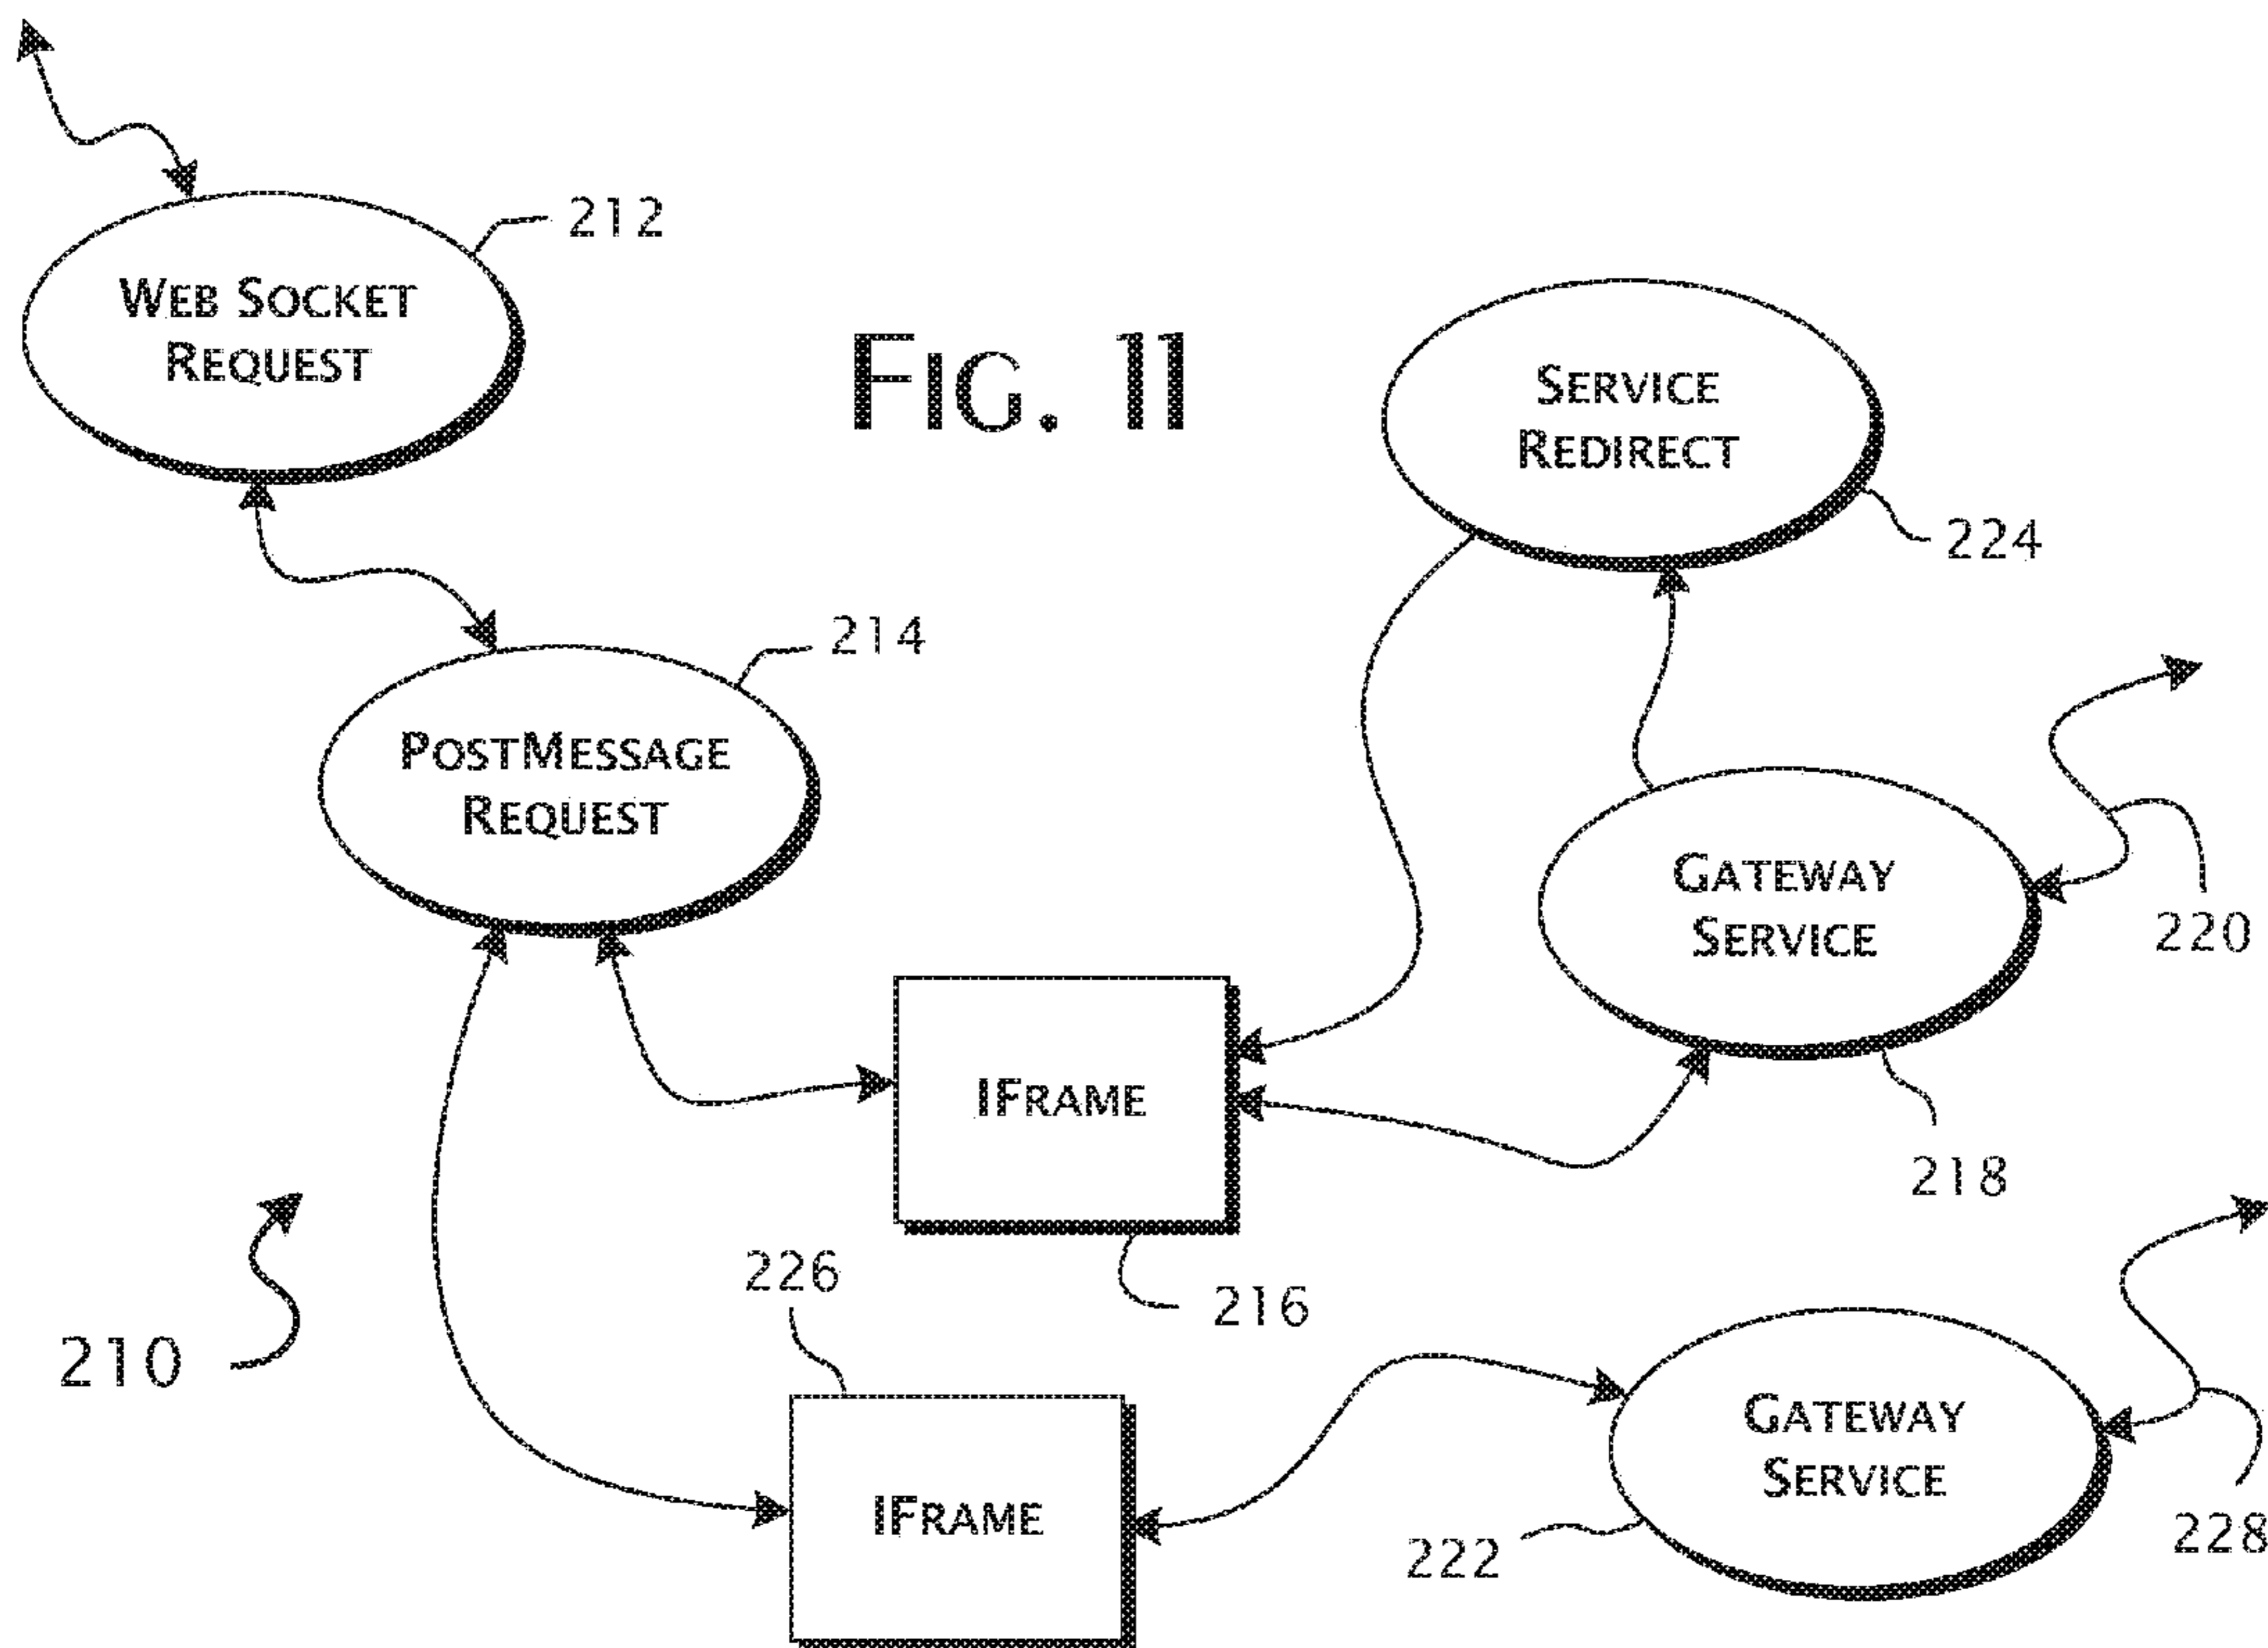 212
WEB SOCKET
REQUEST
FIG. 11
SERVICE
REDIRECT
224
214
POSTMESSAGE
REQUEST
GATEWAY
SERVICE
220
IFRAME
218
226
216
210
GATEWAY
SERVICE
IFRAME
222
228